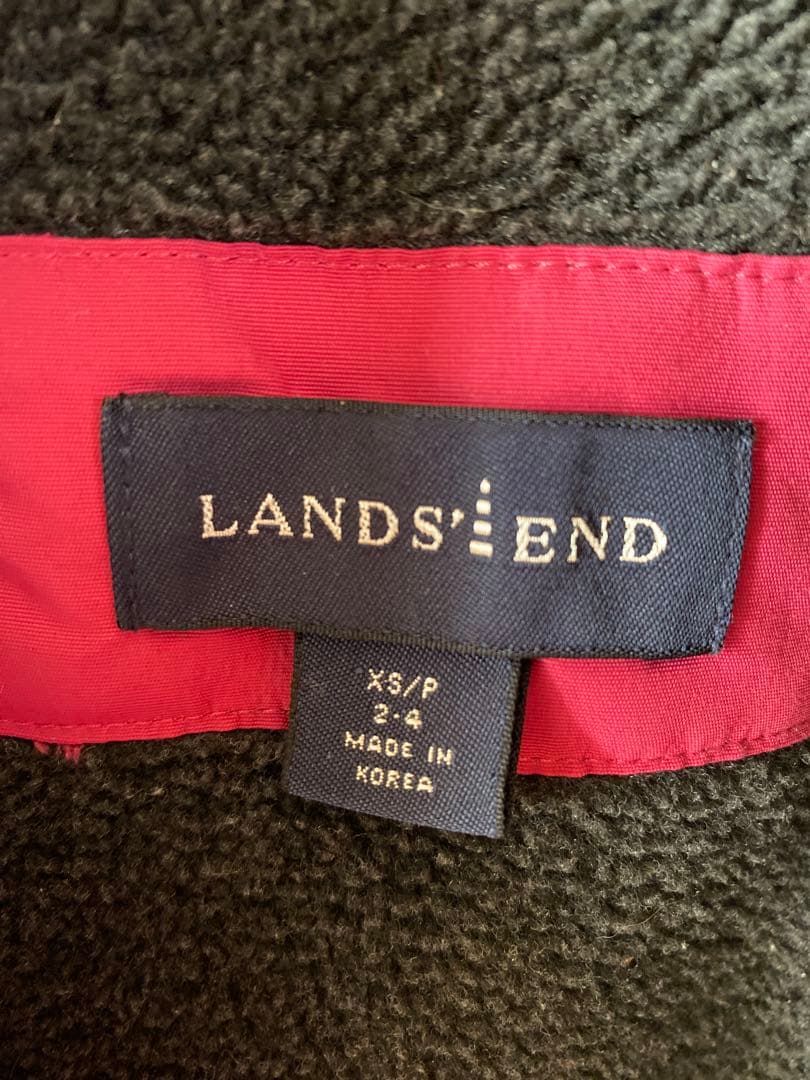 LANDS' END
XS/P
2-4
MADE IN
KOREA